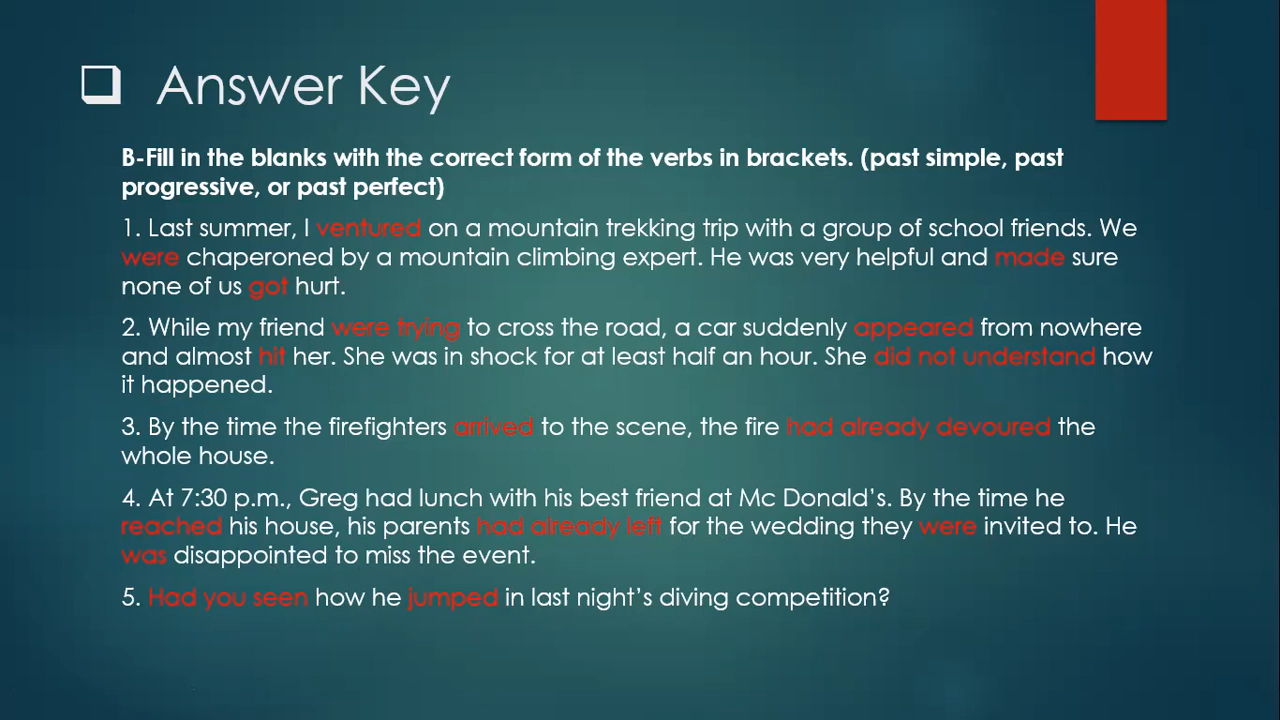 Answer Key
B-Fill in the blanks with the correct form of the verbs in brackets. (past simple, past
progressive, or past perfect)
1. Last summer, I ventured on a mountain trekking trip with a group of school friends. We
were chaperoned by a mountain climbing expert. He was very helpful and made sure
none of us got hurt.
2. While my friend were trying to cross the road, a car suddenly appeared from nowhere
and almost hit her. She was in shock for at least half an hour. She did not understand how
it happened.
3. By the time the firefighters arrived to the scene, the fire had already devoured the
whole house.
4. At 7:30 p.m., Greg had lunch with his best friend at Mc Donald's. By the time he
reached his house, his parents had already left for the wedding they were invited to. He
was disappointed to miss the event.
5. Had you seen how he jumped in last night's diving competition?